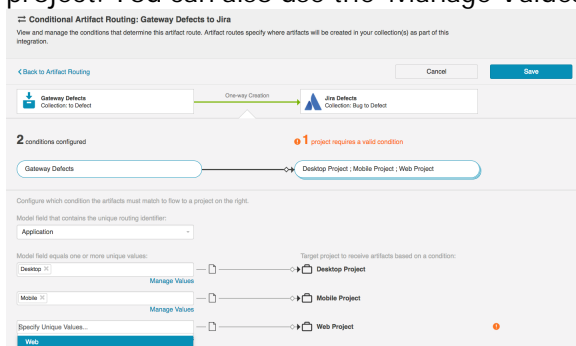 project. You can also use the 'Manage Values
Conditional Artifact Routing: Gateway Defects to Jira
View and manage the conditions that determine this artifact route. Artifact routes specify where artifacts will be created in your collection(s) as part of this
integration.
Back to Artifact Routing
Cancel
Save
Gateway Defects
Collection: to Defect
One-way Creation
Jira Defects
Collection: Bug to Defect
2 conditions configured
1 project requires a valid condition
Gateway Defects
Desktop Project ; Mobile Project ; Web Project
Configure which condition the artifacts must match to flow to a project on the right.
Model field that contains the unique routing identifier:
Application
Model field equals one or more unique values:
Target project to receive artifacts based on a condition:
Desktop
Desktop Project
Manage Values
Mobile
Mobile Project
Manage Values
Specify Unique Values...
Web Project
Web